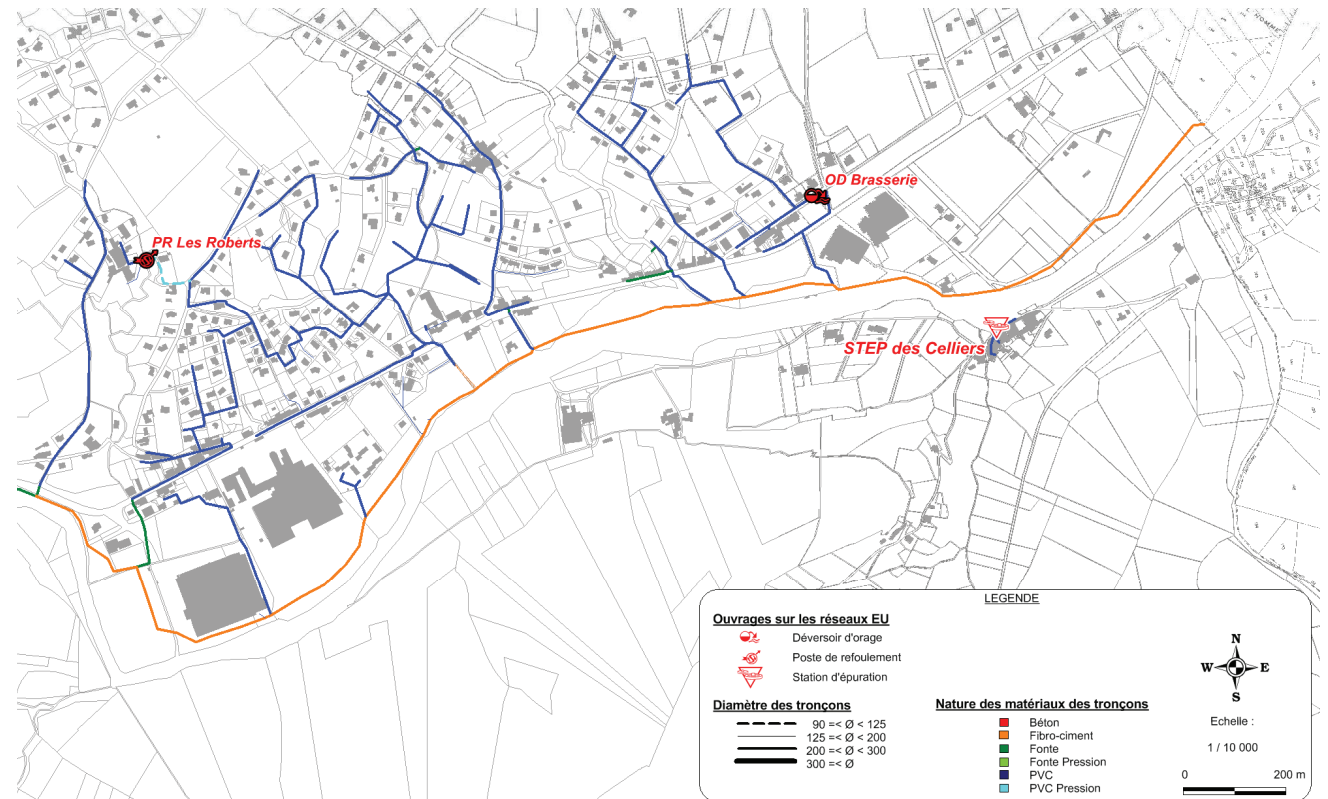 OD Brasserie
PR Les Roberts
STEP des Celliers
LEGENDE
Ouvrages sur les réseaux EU
Déversoir d'orage
Poste de refoulement
Station d'épuration
Diamètre des tronçons
90 =< Ø < 125
125 =< Ø < 200
200 =< Ø < 300
300 =< Ø
Nature des matériaux des tronçons
Béton
Fibro-ciment
Fonte
Fonte Pression
PVC
PVC Pression
N
W E
S
Echelle :
1 / 10 000
0 200 m